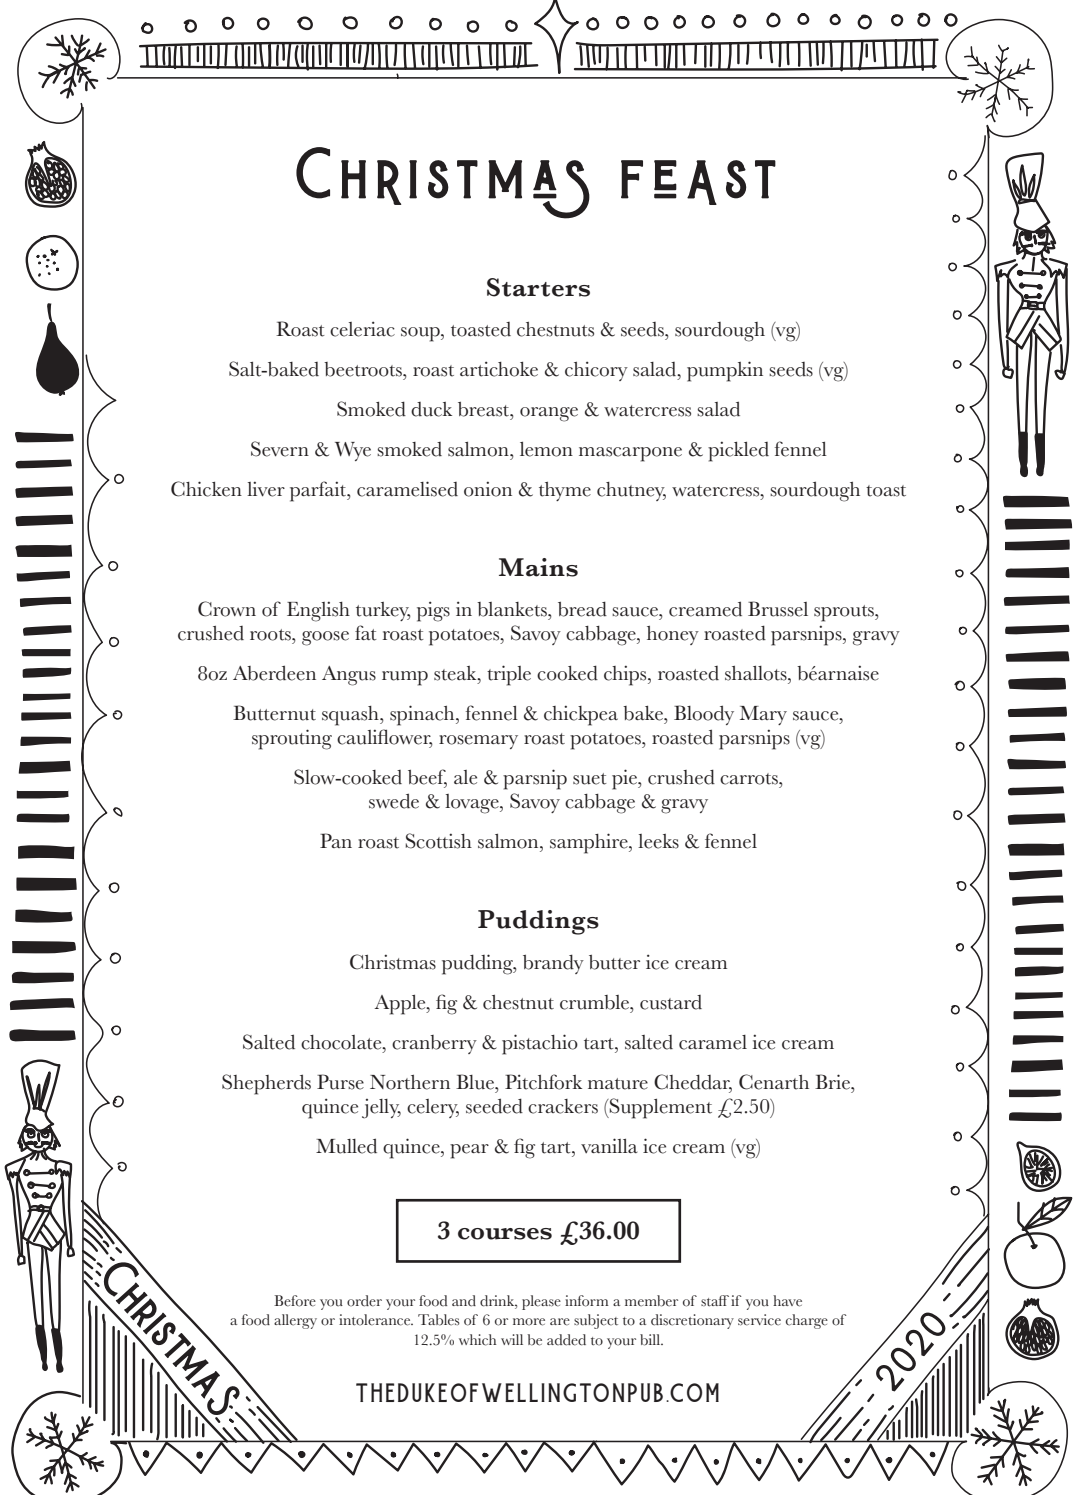 Christmas feast
Starters
Roast celeriac soup, toasted chestnuts & seeds, sourdough (vg)
Salt-baked beetroots, roast artichoke & chicory salad, pumpkin seeds (vg)
Smoked duck breast, orange & watercress salad
Severn & Wye smoked salmon, lemon mascarpone & pickled fennel
Chicken liver parfait, caramelised onion & thyme chutney, watercress, sourdough toast
Mains
Crown of English turkey, pigs in blankets, bread sauce, creamed Brussel sprouts,
crushed roots, goose fat roast potatoes, Savoy cabbage, honey roasted parsnips, gravy
8oz Aberdeen Angus rump steak, triple cooked chips, roasted shallots, béarnaise
Butternut squash, spinach, fennel & chickpea bake, Bloody Mary sauce,
sprouting cauliflower, rosemary roast potatoes, roasted parsnips (vg)
Slow-cooked beef, ale & parsnip suet pie, crushed carrots,
swede & lovage, Savoy cabbage & gravy
Pan roast Scottish salmon, samphire, leeks & fennel
Puddings
Christmas pudding, brandy butter ice cream
Apple, fig & chestnut crumble, custard
Salted chocolate, cranberry & pistachio tart, salted caramel ice cream
Shepherds Purse Northern Blue, Pitchfork mature Cheddar, Cenarth Brie,
quince jelly, celery, seeded crackers (Supplement £2.50)
Mulled quince, pear & fig tart, vanilla ice cream (vg)
3 courses £36.00
Before you order your food and drink, please inform a member of staff if you have
a food allergy or intolerance. Tables of 6 or more are subject to a discretionary service charge of
12.5% which will be added to your bill.
THEDUKEOFWELLINGTONPUB.COM
CHRISTMAS
2020